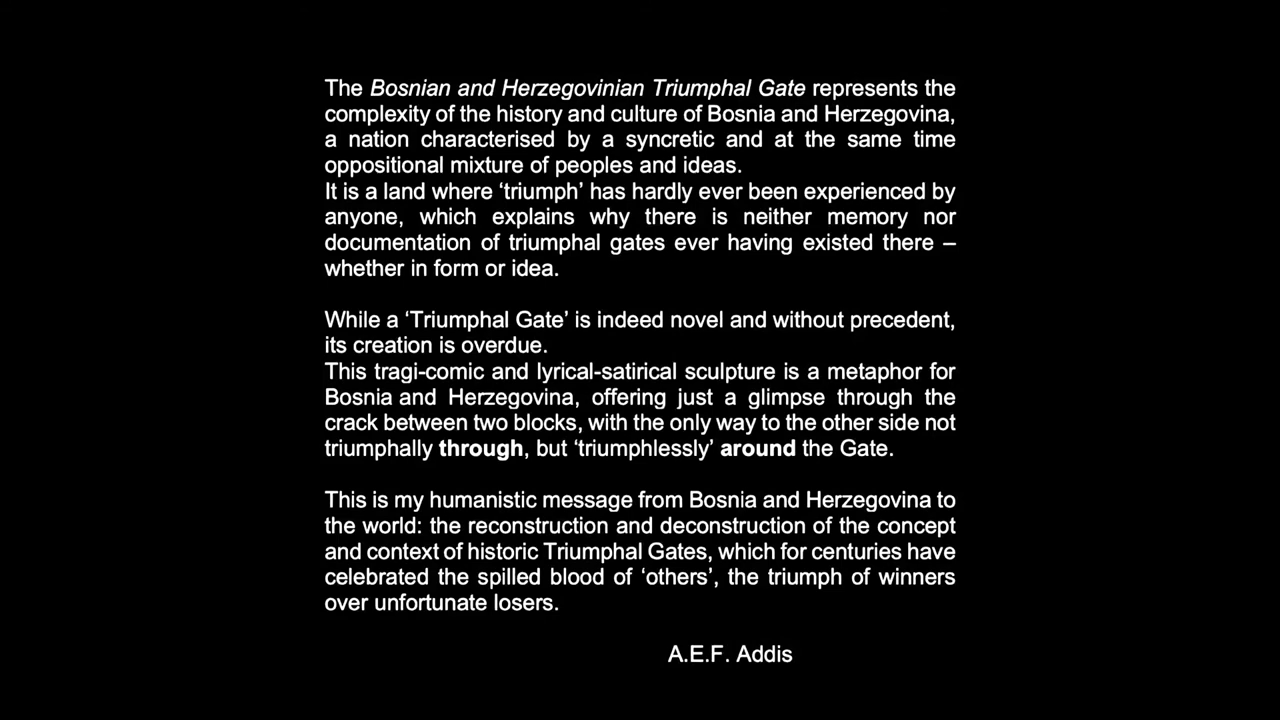 The Bosnian and Herzegovinian Triumphal Gate represents the
complexity of the history and culture of Bosnia and Herzegovina,
a nation characterised by a syncretic and at the same time
oppositional mixture of peoples and ideas.
It is a land where ‘triumph’ has hardly ever been experienced by
anyone, which explains why there is neither memory nor
documentation of triumphal gates ever having existed there –
whether in form or idea.
While a ‘Triumphal Gate’ is indeed novel and without precedent,
its creation is overdue.
This tragi-comic and lyrical-satirical sculpture is a metaphor for
Bosnia and Herzegovina, offering just a glimpse through the
crack between two blocks, with the only way to the other side not
triumphally through, but ‘triumphlessly’ around the Gate.
This is my humanistic message from Bosnia and Herzegovina to
the world: the reconstruction and deconstruction of the concept
and context of historic Triumphal Gates, which for centuries have
celebrated the spilled blood of ‘others’, the triumph of winners
over unfortunate losers.
A.E.F. Addis